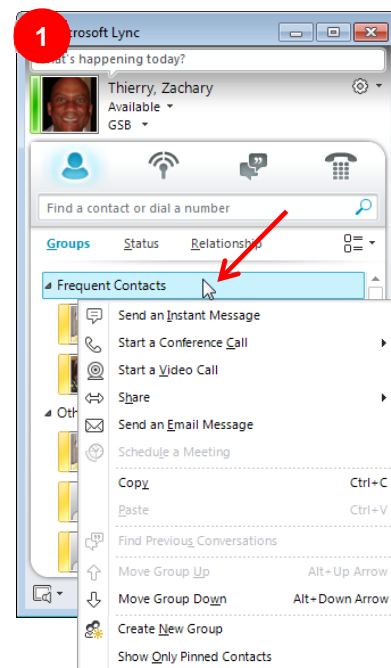 1
crosoft Lync
at's happening today?
Thierry, Zachary
Available
GSB
Find a contact or dial a number
Groups Status Relationship
Frequent Contacts
Send an Instant Message
Start a Conference Call
Start a Video Call
Share
Send an Email Message
Schedule a Meeting
Copy Ctrl+C
Paste Ctrl+V
Find Previous Conversations
Move Group Up Alt+Up Arrow
Move Group Down Alt+Down Arrow
Create New Group
Show Only Pinned Contacts
Oth